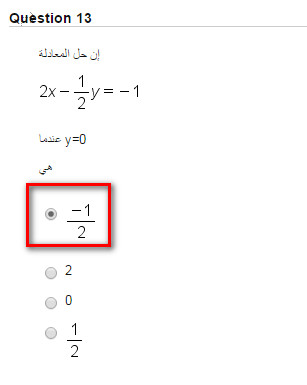 Question 13
إن حل المعادلة
2x − 1/2 y = −1
عندما y=0
هي
−1/2
2
0
1/2